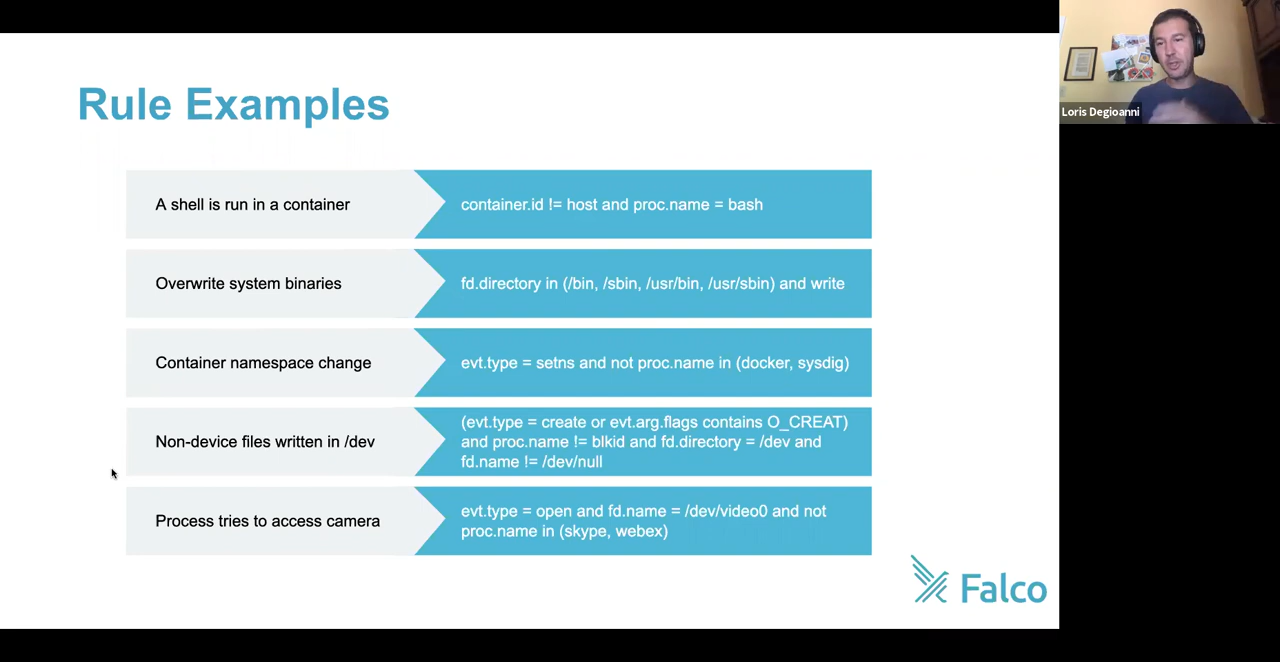 Rule Examples
A shell is run in a container
container.id != host and proc.name = bash
Overwrite system binaries
fd.directory in (/bin, /sbin, /usr/bin, /usr/sbin) and write
Container namespace change
evt.type = setns and not proc.name in (docker, sysdig)
Non-device files written in /dev
(evt.type = create or evt.arg.flags contains O_CREAT)
and proc.name != blkid and fd.directory = /dev and
fd.name != /dev/null
Process tries to access camera
evt.type = open and fd.name = /dev/video0 and not
proc.name in (skype, webex)
Falco
Loris Degioanni